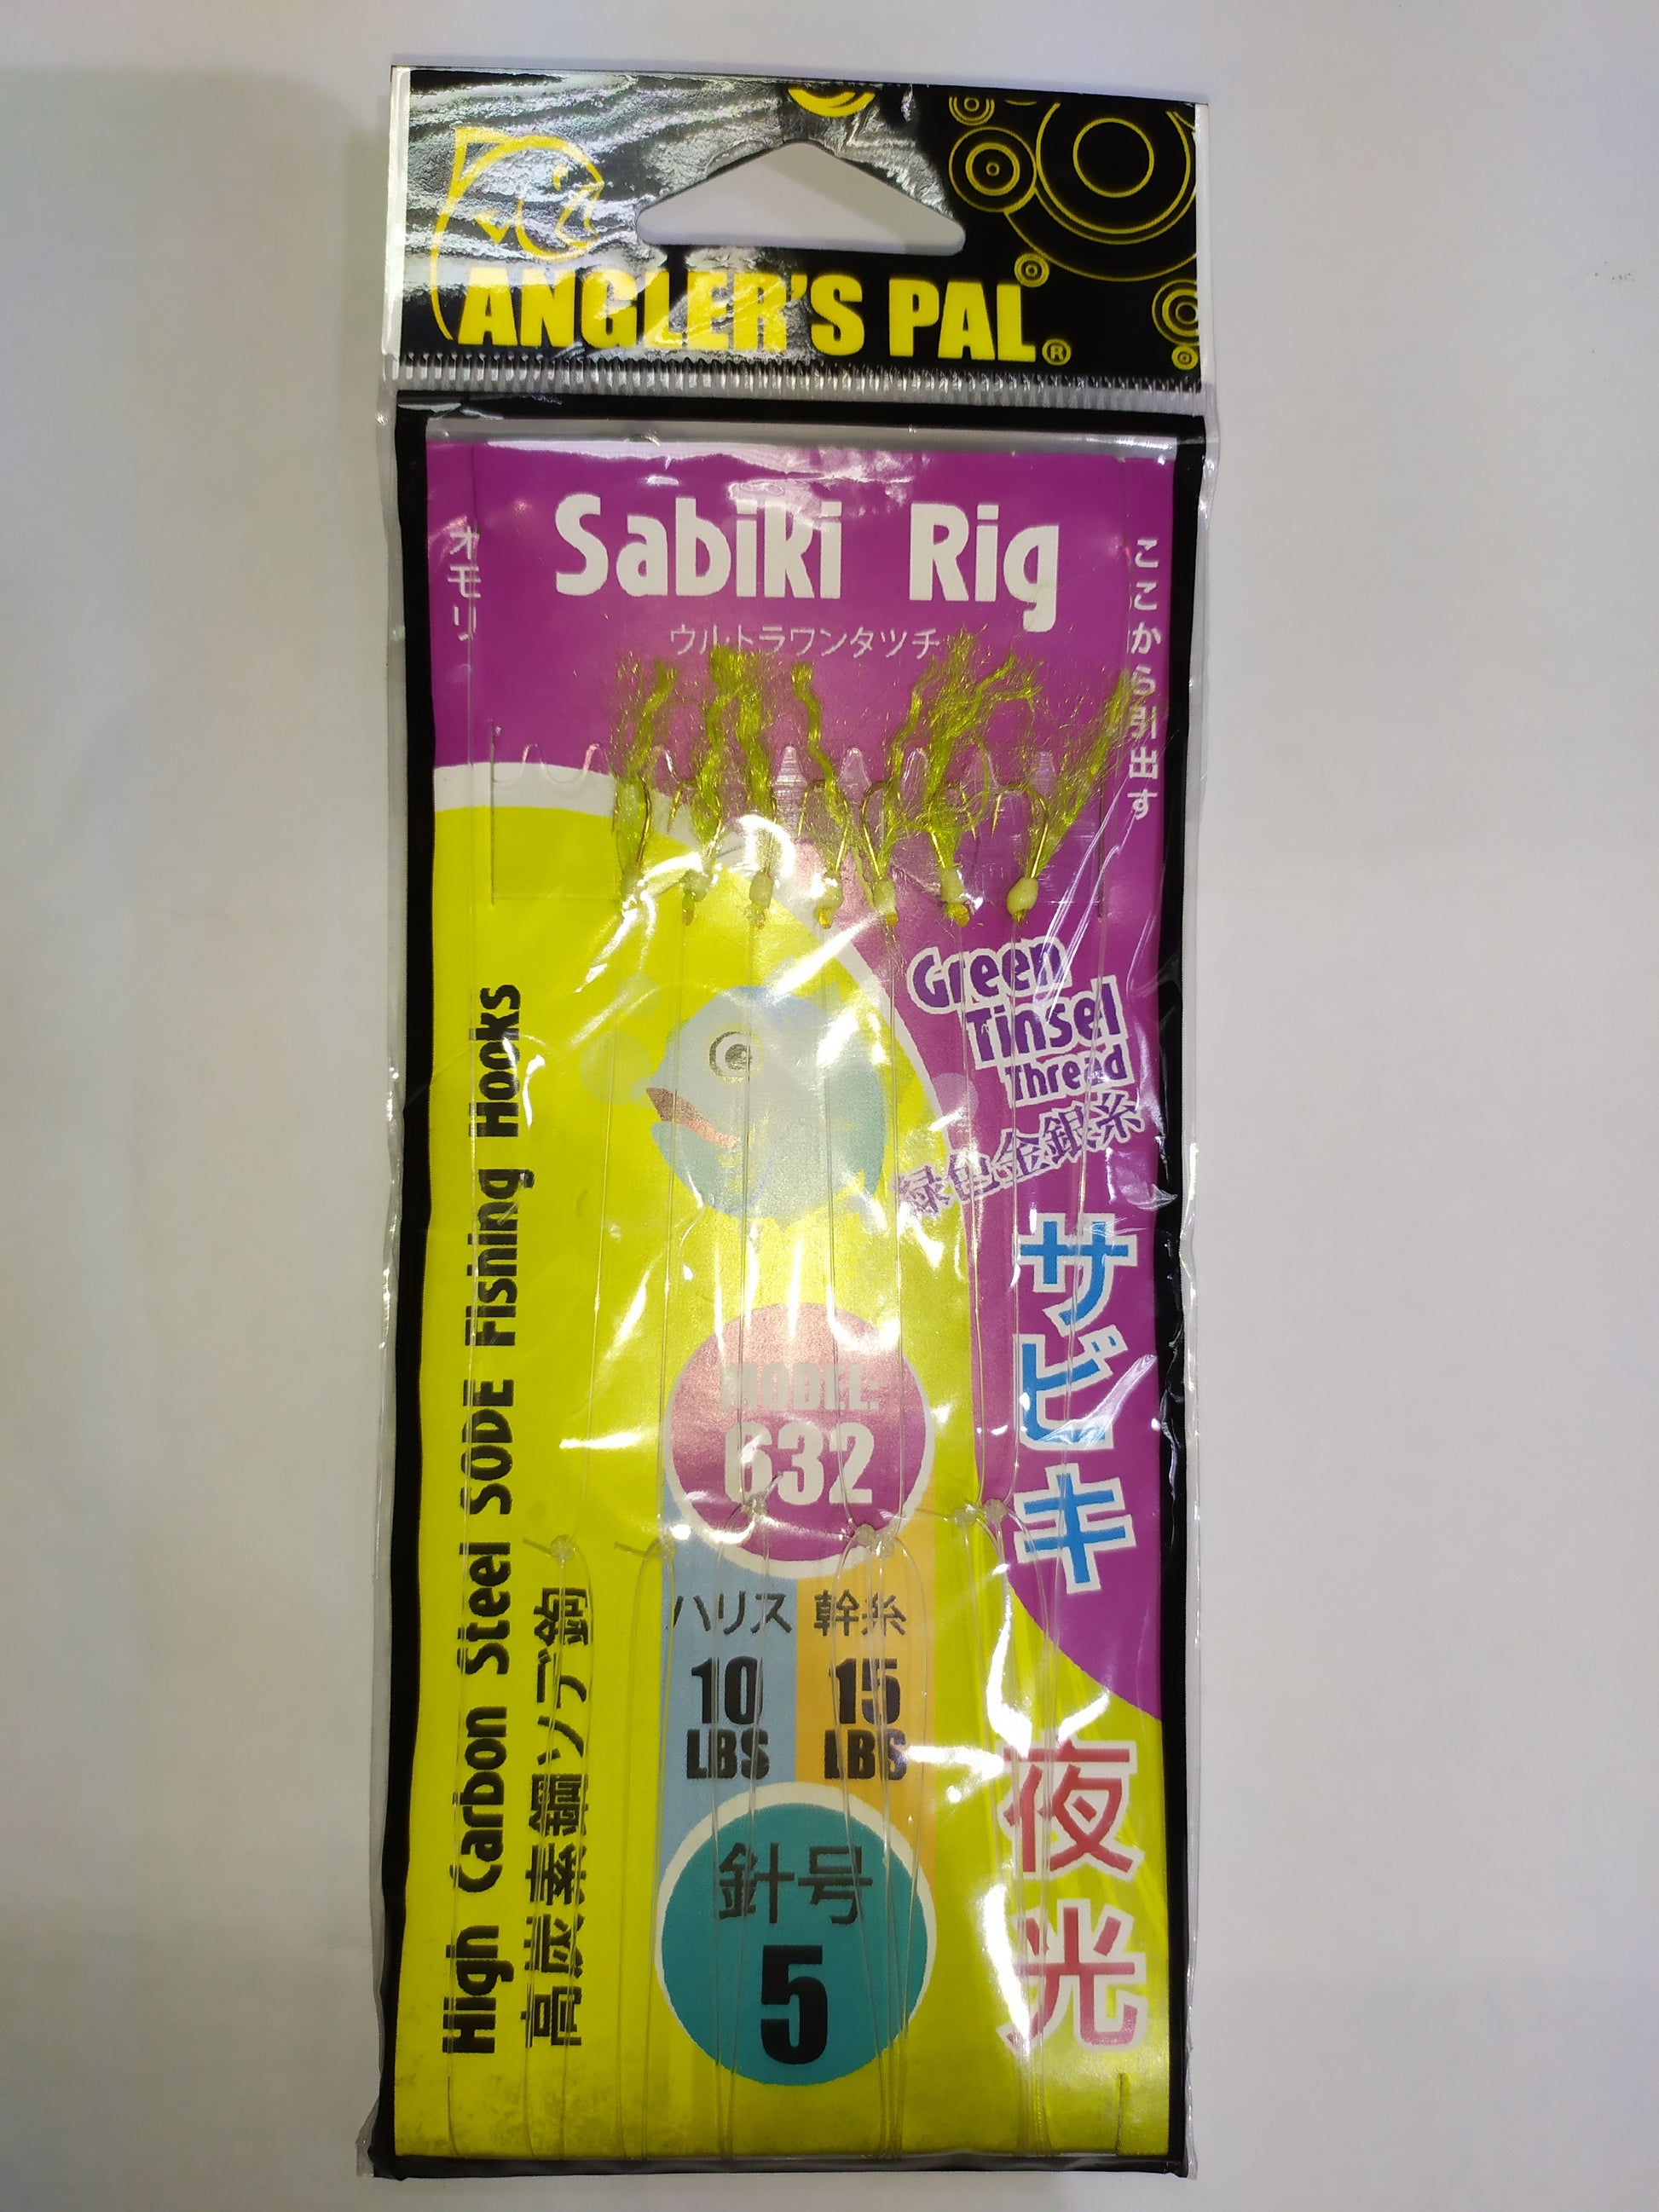 ANGLER'S PAL®
Sabiki Rig
ウルトラワンタツチ
オモリ
ここから引出す
Green
Tinsel
Thread
緑色金銀糸
サビキ
夜光
High Carbon Steel SODE Fishing Hooks
高炭素鋼ソデ鉤
MODEL:
632
ハリス 幹糸
10 15
LBS LBS
針号
5